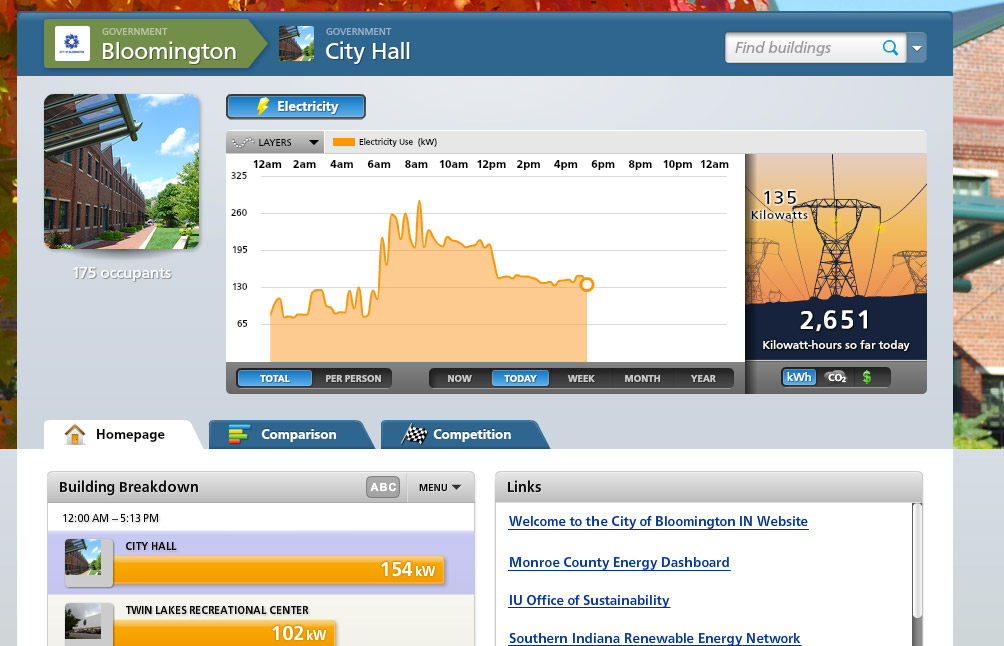 GOVERNMENT
Bloomington
GOVERNMENT
City Hall
Find buildings
Electricity
LAYERS
Electricity Use (kW)
12am 2am 4am 6am 8am 10am 12pm 2pm 4pm 6pm 8pm 10pm 12am
325
260
195
130
65
135
Kilowatts
2,651
Kilowatt-hours so far today
175 occupants
TOTAL PER PERSON
NOW TODAY WEEK MONTH YEAR
kWh CO2 $
Homepage
Comparison
Competition
Building Breakdown
ABC
MENU
12:00 AM – 5:13 PM
CITY HALL
154 kW
TWIN LAKES RECREATIONAL CENTER
102 kW
Links
Welcome to the City of Bloomington IN Website
Monroe County Energy Dashboard
IU Office of Sustainability
Southern Indiana Renewable Energy Network